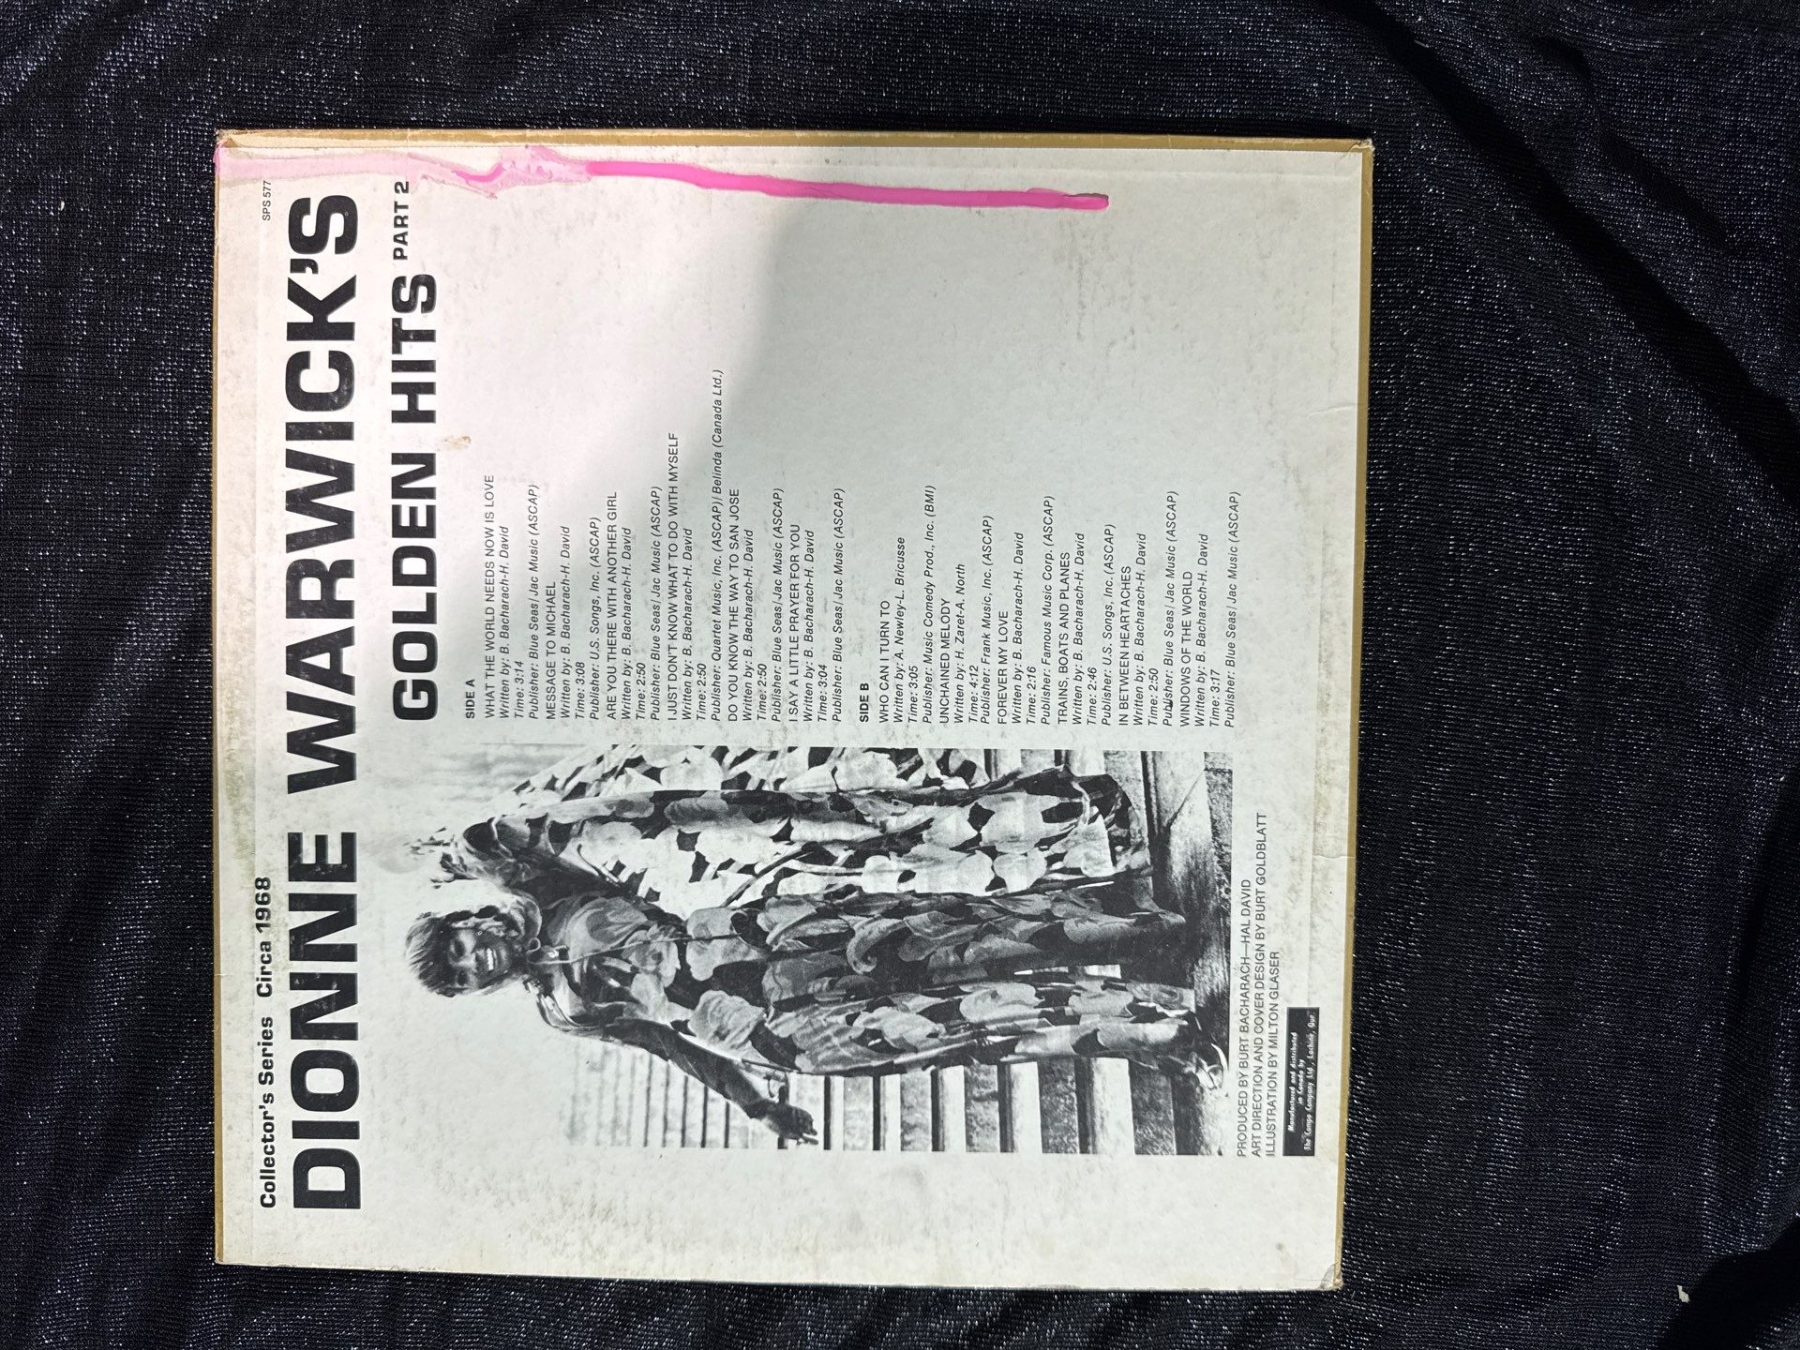 SPS 577
Collector's Series Circa 1968
DIONNE WARWICK'S
GOLDEN HITS PART 2
SIDE A
WHAT THE WORLD NEEDS NOW IS LOVE
Written by: B. Bacharach-H. David
Time: 3:14
Publisher: Blue Seas/Jac Music (ASCAP)
MESSAGE TO MICHAEL
Written by: B. Bacharach-H. David
Time: 3:08
Publisher: U.S. Songs, Inc. (ASCAP)
ARE YOU THERE WITH ANOTHER GIRL
Written by: B. Bacharach-H. David
Time: 2:50
Publisher: Blue Seas/Jac Music (ASCAP)
I JUST DON'T KNOW WHAT TO DO WITH MYSELF
Written by: B. Bacharach-H. David
Time: 2:50
Publisher: Quartet Music, Inc. (ASCAP)/Belinda (Canada Ltd.)
DO YOU KNOW THE WAY TO SAN JOSE
Written by: B. Bacharach-H. David
Time: 2:50
Publisher: Blue Seas/Jac Music (ASCAP)
I SAY A LITTLE PRAYER FOR YOU
Written by: B. Bacharach-H. David
Time: 3:04
Publisher: Blue Seas/Jac Music (ASCAP)
SIDE B
WHO CAN I TURN TO
Written by: A. Newley-L. Bricusse
Time: 3:05
Publisher: Music Comedy Prod., Inc. (BMI)
UNCHAINED MELODY
Written by: H. Zaret-A. North
Time: 4:12
Publisher: Frank Music, Inc. (ASCAP)
FOREVER MY LOVE
Written by: B. Bacharach-H. David
Time: 2:16
Publisher: Famous Music Corp. (ASCAP)
TRAINS, BOATS AND PLANES
Written by: B. Bacharach-H. David
Time: 2:46
Publisher: U.S. Songs, Inc. (ASCAP)
IN BETWEEN HEARTACHES
Written by: B. Bacharach-H. David
Time: 2:50
Publisher: Blue Seas/Jac Music (ASCAP)
WINDOWS OF THE WORLD
Written by: B. Bacharach-H. David
Time: 3:17
Publisher: Blue Seas/Jac Music (ASCAP)
PRODUCED BY BURT BACHARACH—HAL DAVID
ART DIRECTION AND COVER DESIGN BY BURT GOLDBLATT
ILLUSTRATION BY MILTON GLASER
Manufactured and distributed
in Canada by
The Compo Company Ltd., Lachine, Que.